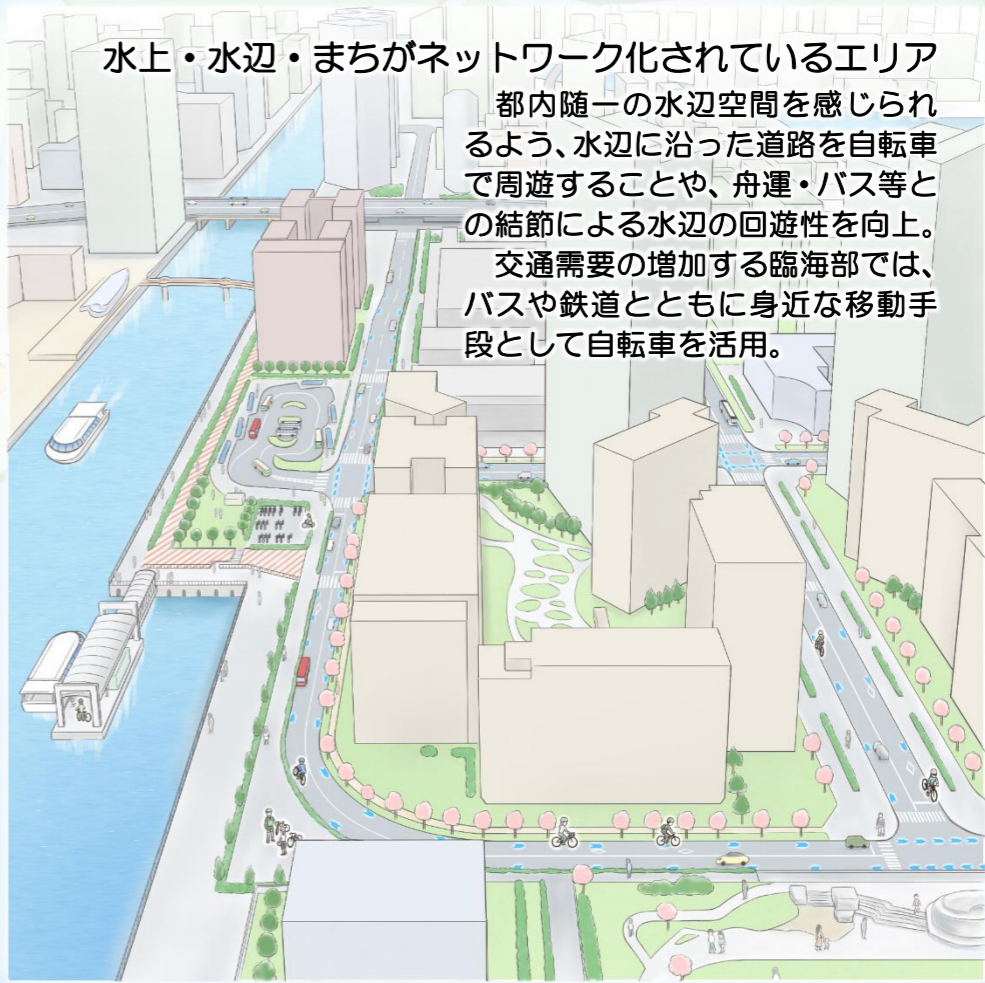 水上・水辺・まちがネットワーク化されているエリア
都内随一の水辺空間を感じられ
るよう、水辺に沿った道路を自転車
で周遊することや、舟運・バス等と
の結節による水辺の回遊性を向上。
交通需要の増加する臨海部では、
バスや鉄道とともに身近な移動手
段として自転車を活用。